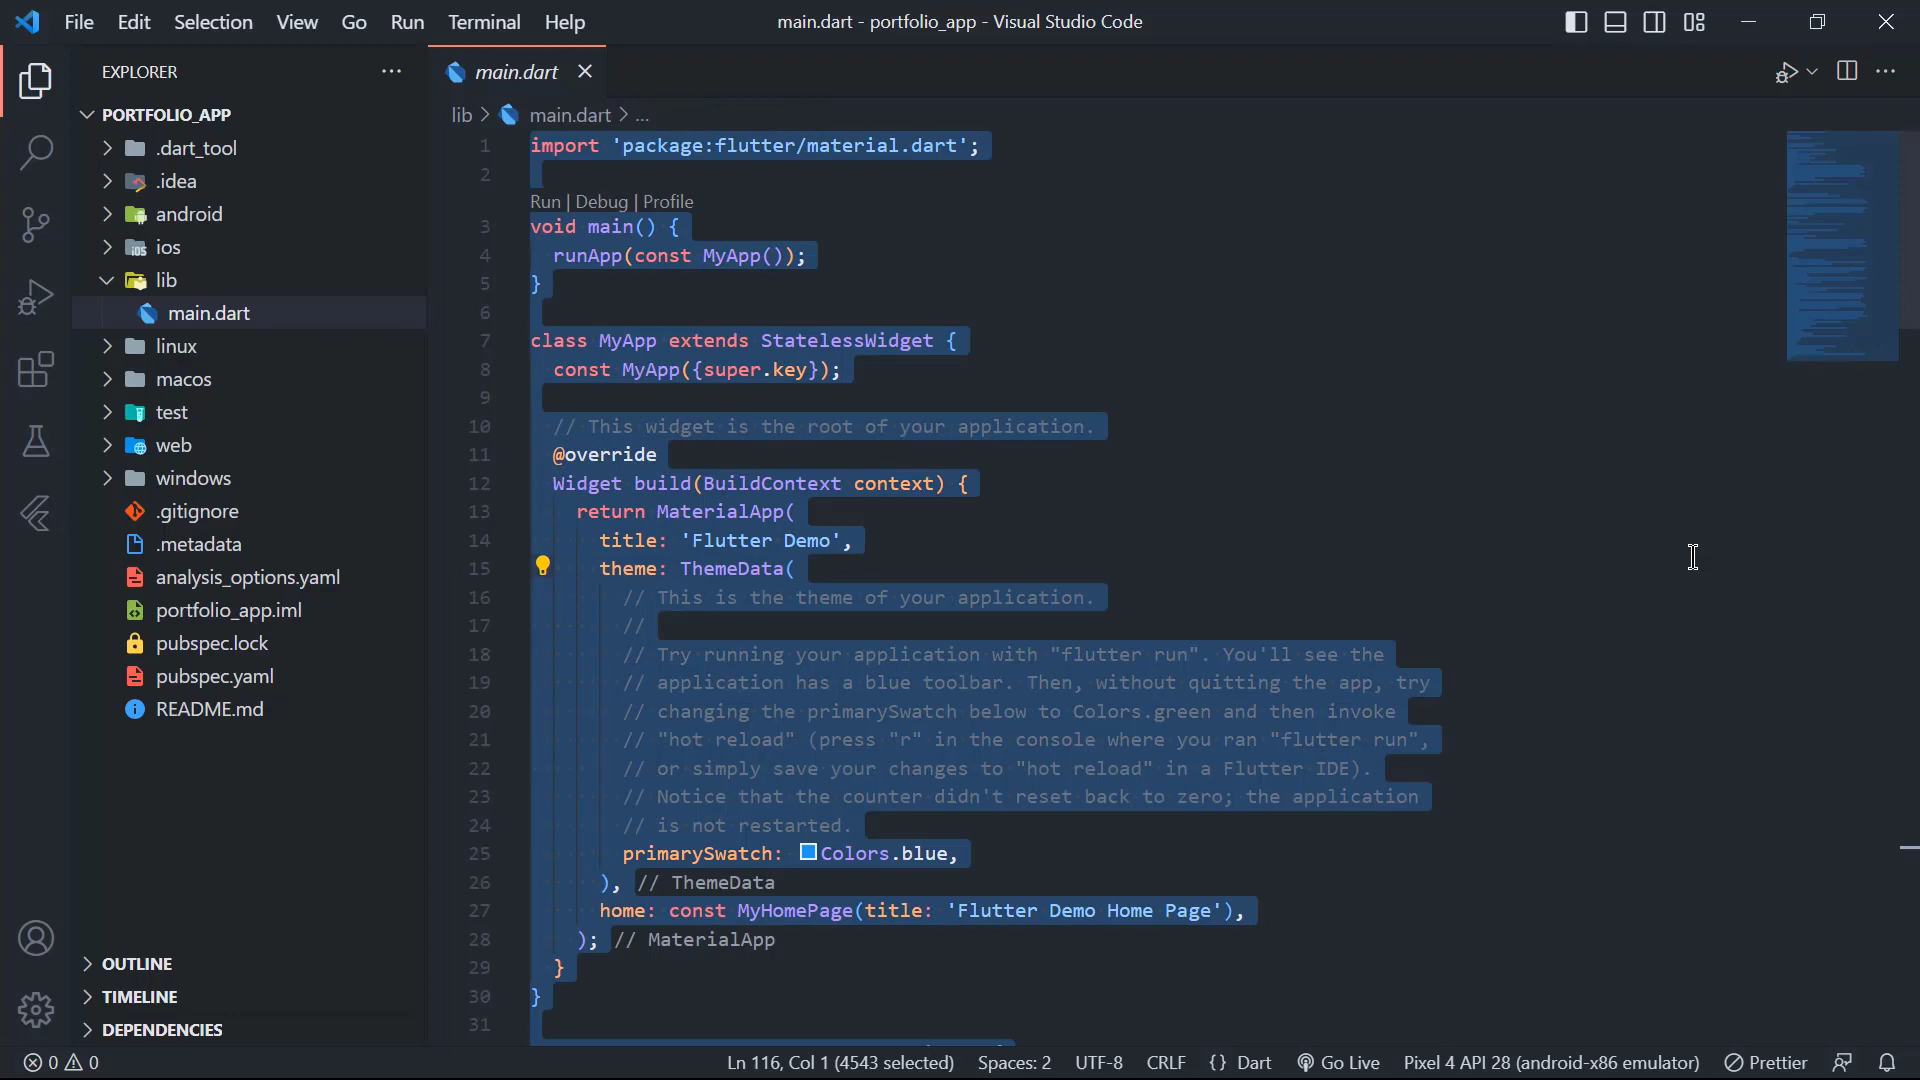 File Edit Selection View Go Run Terminal Help main.dart - portfolio_app - Visual Studio Code
EXPLORER
PORTFOLIO_APP
.dart_tool
.idea
android
ios
lib
main.dart
linux
macos
test
web
windows
.gitignore
.metadata
analysis_options.yaml
portfolio_app.iml
pubspec.lock
pubspec.yaml
README.md
OUTLINE
TIMELINE
DEPENDENCIES
main.dart
lib > main.dart > ...
1 import 'package:flutter/material.dart';
2
Run | Debug | Profile
3 void main() {
4 runApp(const MyApp());
5 }
6
7 class MyApp extends StatelessWidget {
8 const MyApp({super.key});
9
10 // This widget is the root of your application.
11 @override
12 Widget build(BuildContext context) {
13 return MaterialApp(
14 title: 'Flutter Demo',
15 theme: ThemeData(
16 // This is the theme of your application.
17 //
18 // Try running your application with "flutter run". You'll see the
19 // application has a blue toolbar. Then, without quitting the app, try
20 // changing the primarySwatch below to Colors.green and then invoke
21 // "hot reload" (press "r" in the console where you ran "flutter run",
22 // or simply save your changes to "hot reload" in a Flutter IDE).
23 // Notice that the counter didn't reset back to zero; the application
24 // is not restarted.
25 primarySwatch: Colors.blue,
26 ), // ThemeData
27 home: const MyHomePage(title: 'Flutter Demo Home Page'),
28 ); // MaterialApp
29 }
30 }
31
0 0 Ln 116, Col 1 (4543 selected) Spaces: 2 UTF-8 CRLF {} Dart Go Live Pixel 4 API 28 (android-x86 emulator) Prettier